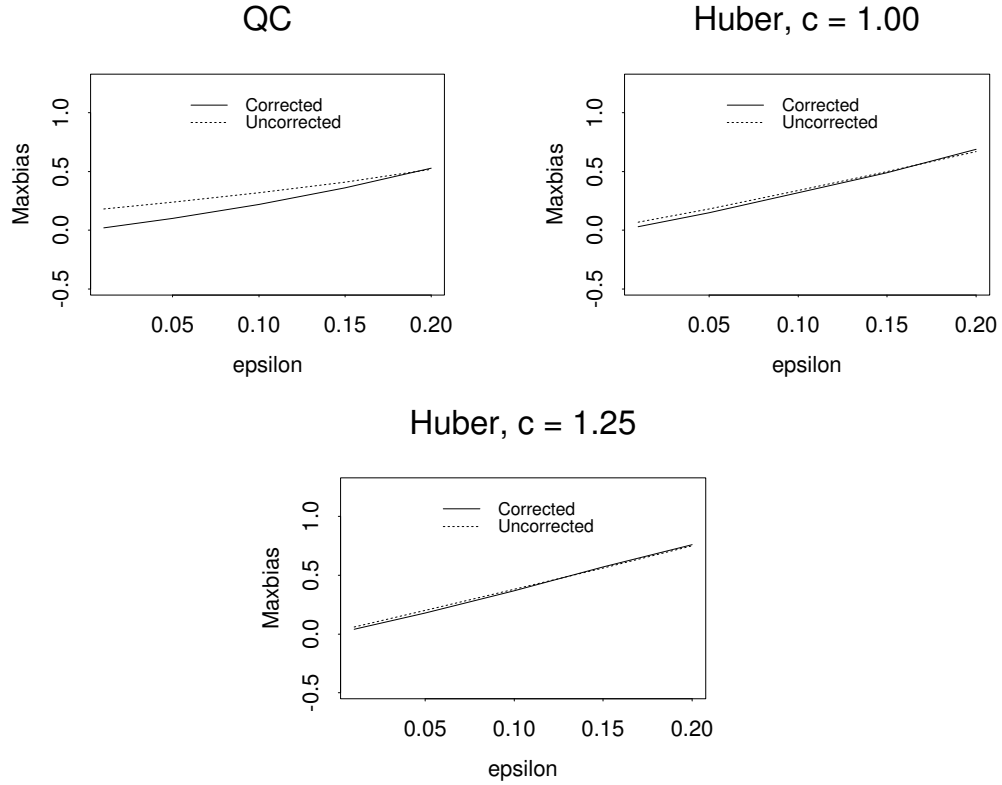 QC
Maxbias
1.0
0.5
0.0
-0.5
Corrected
Uncorrected
0.05 0.10 0.15 0.20
epsilon
Huber, c = 1.00
Maxbias
1.0
0.5
0.0
-0.5
Corrected
Uncorrected
0.05 0.10 0.15 0.20
epsilon
Huber, c = 1.25
Maxbias
1.0
0.5
0.0
-0.5
Corrected
Uncorrected
0.05 0.10 0.15 0.20
epsilon